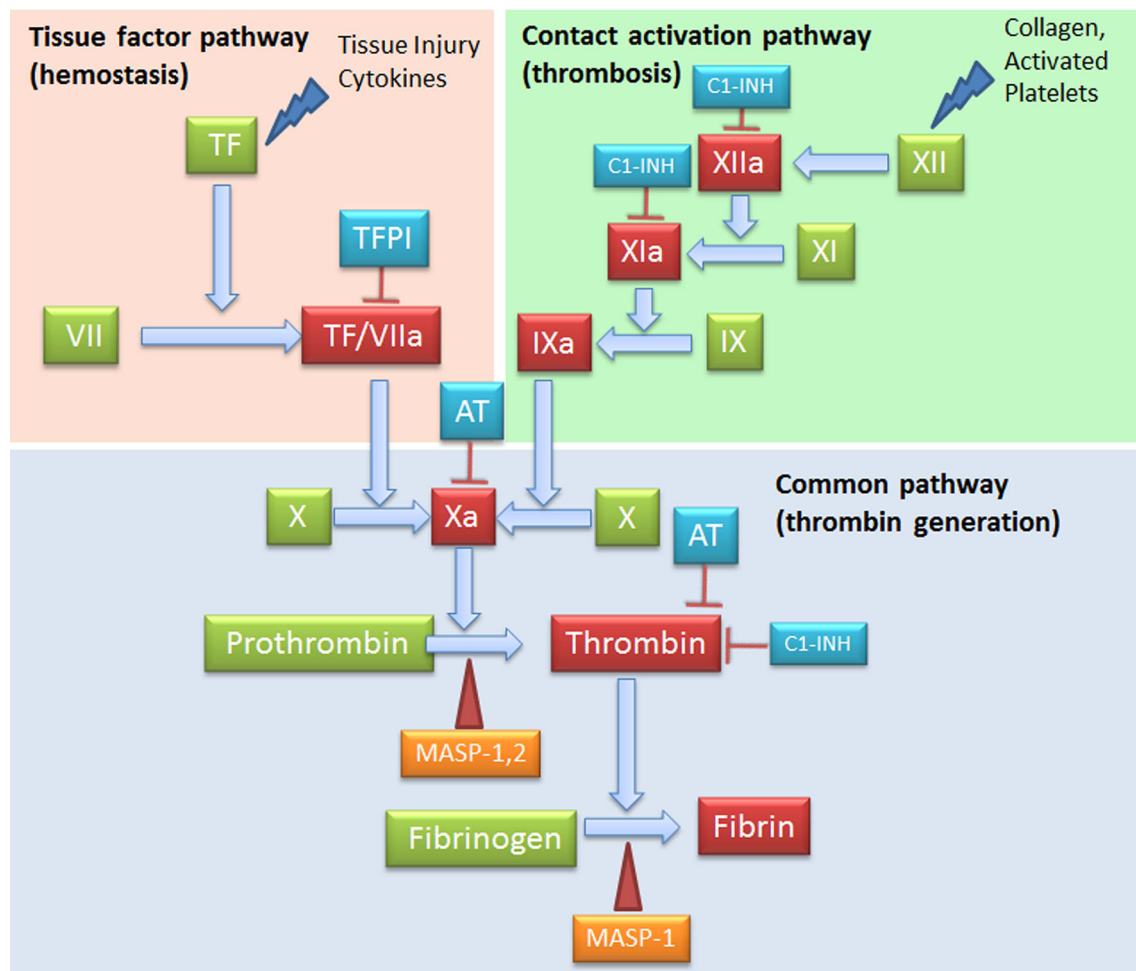 Tissue factor pathway
(hemostasis)
Tissue Injury
Cytokines
TF
TFPI
VII
TF/VIIa
Contact activation pathway
(thrombosis)
Collagen,
Activated
Platelets
C1-INH
C1-INH
XIIa
XII
XIa
XI
IXa
IX
AT
Common pathway
(thrombin generation)
X
Xa
X
AT
Prothrombin
Thrombin
C1-INH
MASP-1,2
Fibrinogen
Fibrin
MASP-1